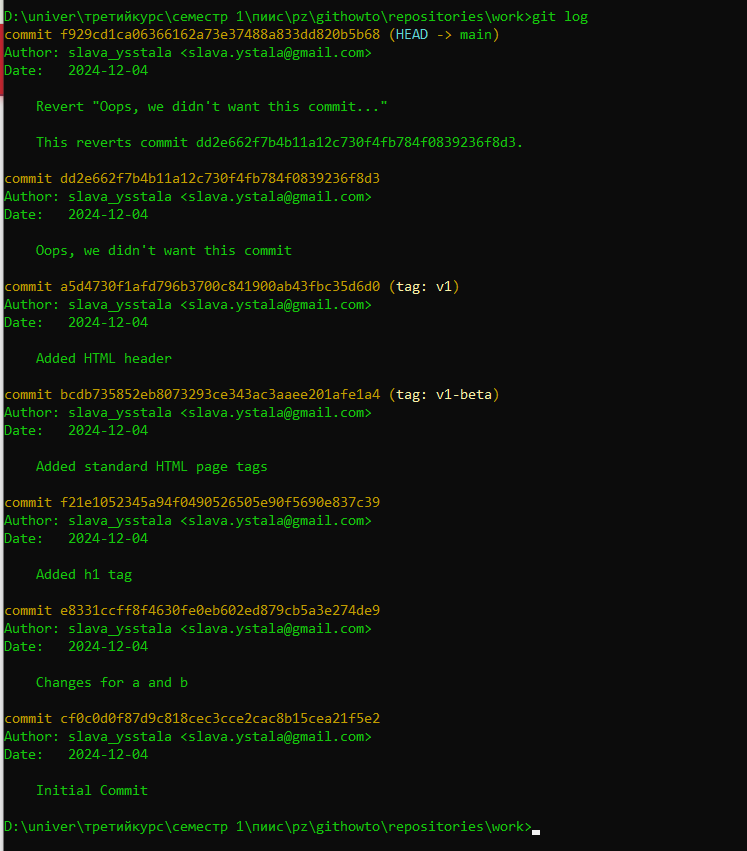 D:\univer\третийкурс\семестр 1\пиис\pz\githowto\repositories\work>git log
commit f929cd1ca06366162a73e37488a833dd820b5b68 (HEAD -> main)
Author: slava_ysstala <slava.ystala@gmail.com>
Date:   2024-12-04
    Revert "Oops, we didn't want this commit..."
    This reverts commit dd2e662f7b4b11a12c730f4fb784f0839236f8d3.
commit dd2e662f7b4b11a12c730f4fb784f0839236f8d3
Author: slava_ysstala <slava.ystala@gmail.com>
Date:   2024-12-04
    Oops, we didn't want this commit
commit a5d4730f1afd796b3700c841900ab43fbc35d6d0 (tag: v1)
Author: slava_ysstala <slava.ystala@gmail.com>
Date:   2024-12-04
    Added HTML header
commit bcdb735852eb8073293ce343ac3aaee201afe1a4 (tag: v1-beta)
Author: slava_ysstala <slava.ystala@gmail.com>
Date:   2024-12-04
    Added standard HTML page tags
commit f21e1052345a94f0490526505e90f5690e837c39
Author: slava_ysstala <slava.ystala@gmail.com>
Date:   2024-12-04
    Added h1 tag
commit e8331ccff8f4630fe0eb602ed879cb5a3e274de9
Author: slava_ysstala <slava.ystala@gmail.com>
Date:   2024-12-04
    Changes for a and b
commit cf0c0d0f87d9c818cec3cce2cac8b15cea21f5e2
Author: slava_ysstala <slava.ystala@gmail.com>
Date:   2024-12-04
    Initial Commit
D:\univer\третийкурс\семестр 1\пиис\pz\githowto\repositories\work>